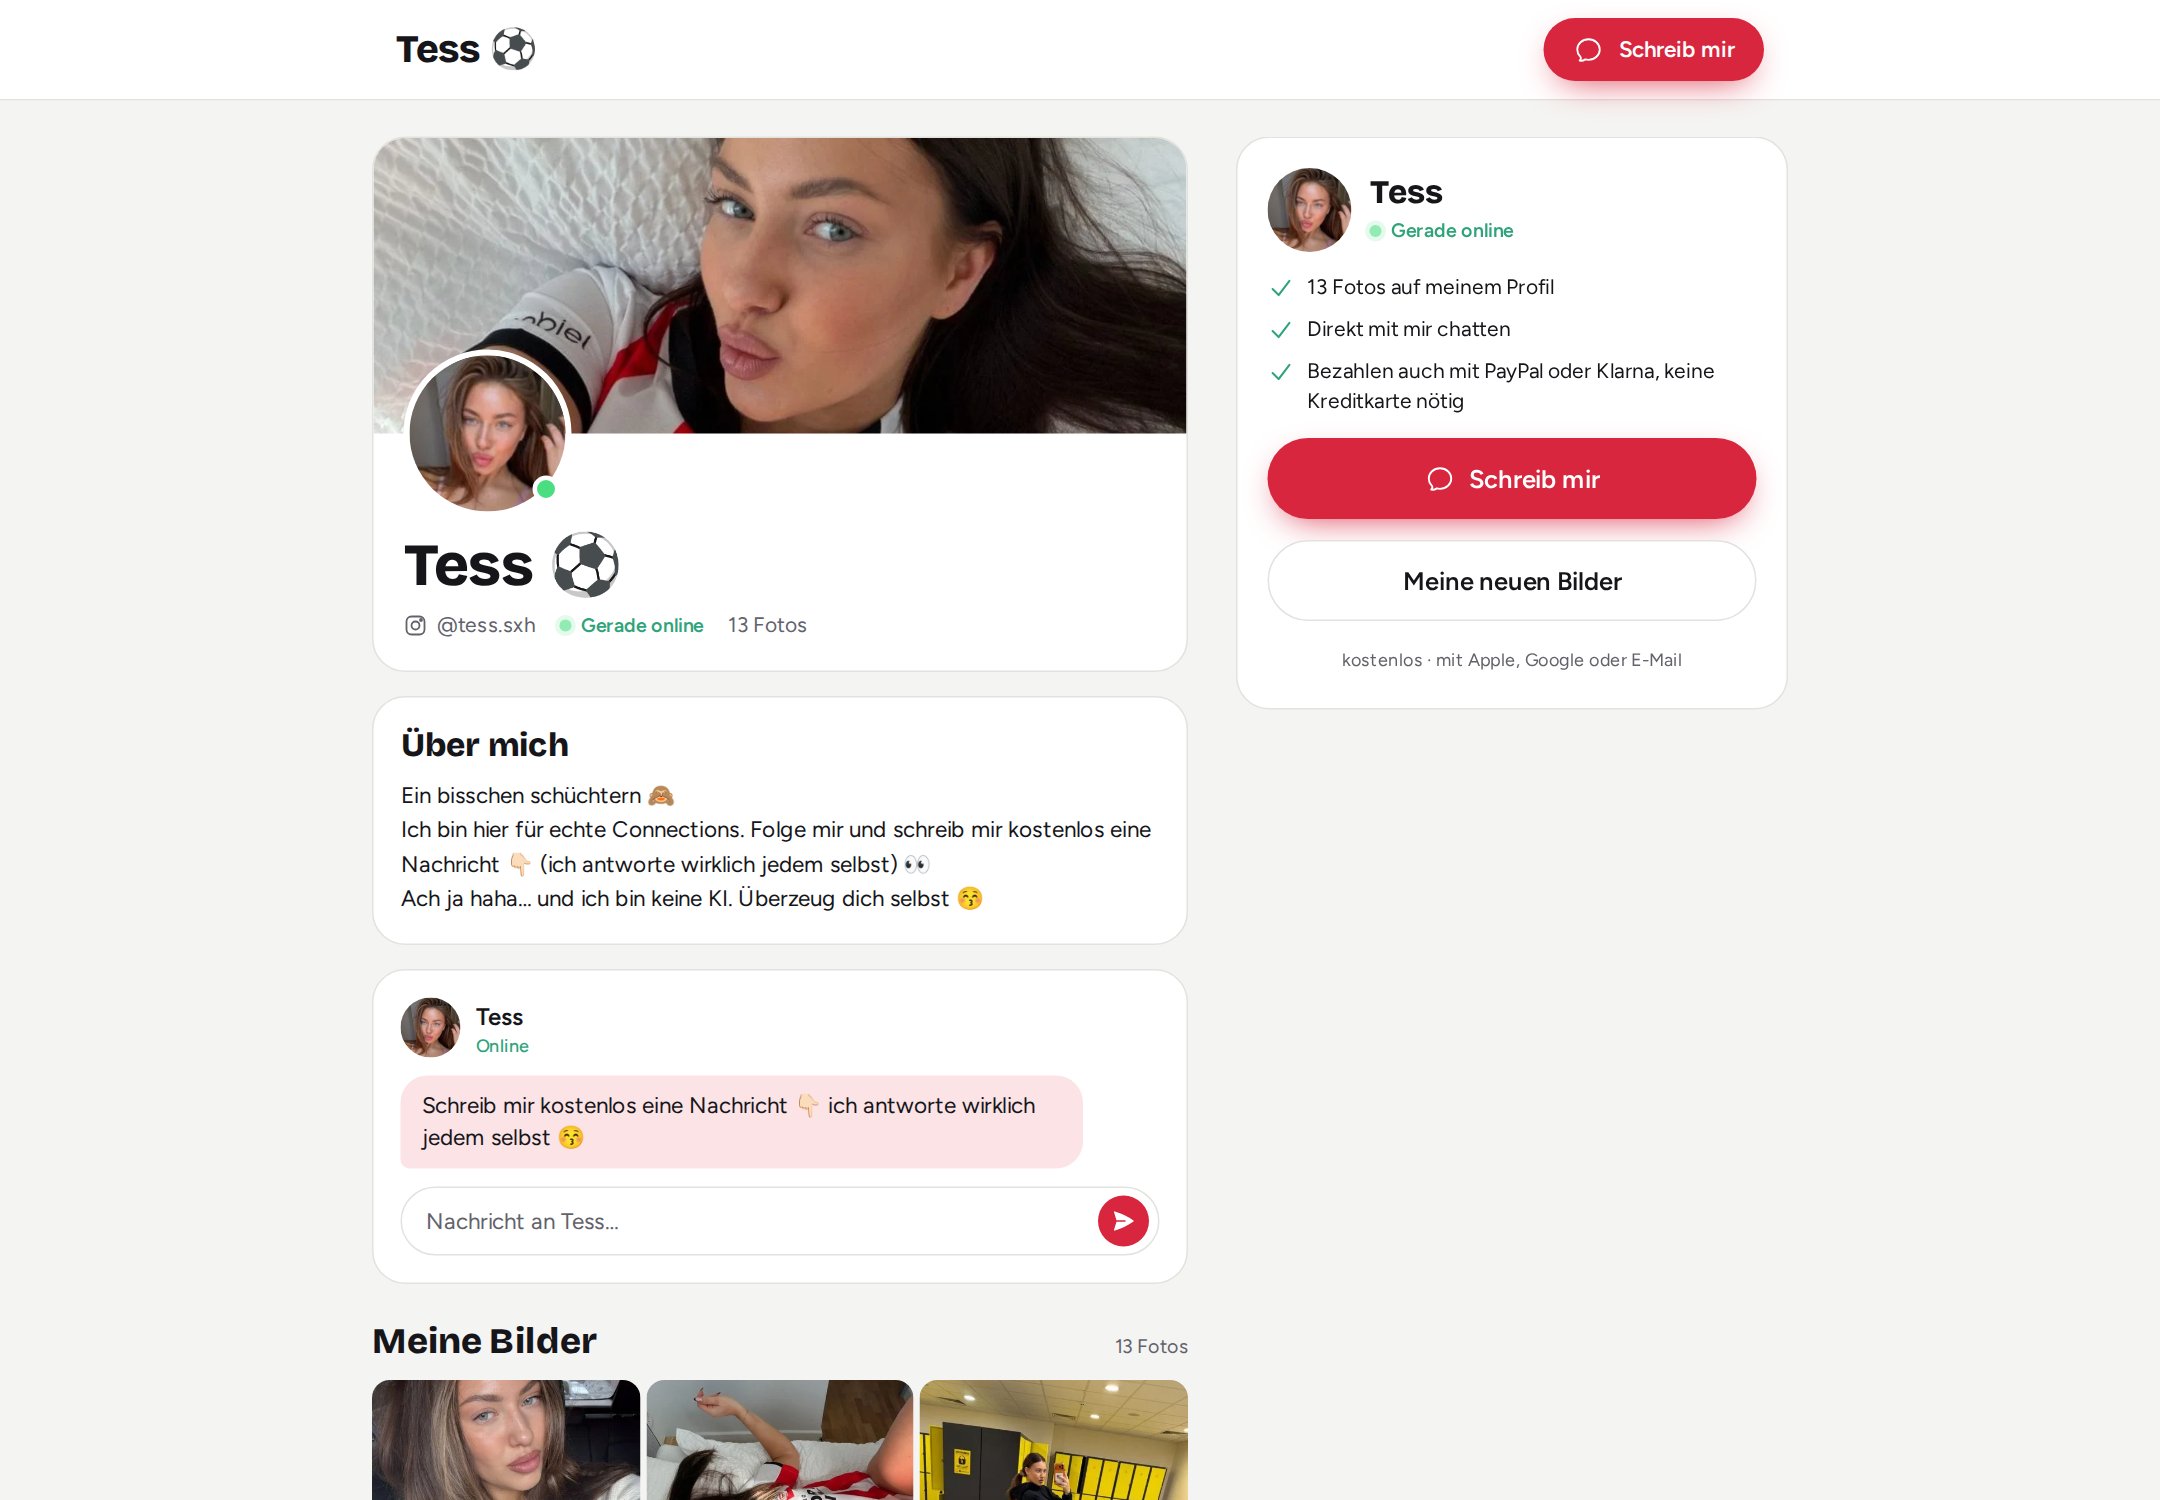 Tess ⚽
Schreib mir
Tess ⚽
@tess.sxh
Gerade online
13 Fotos
Über mich
Ein bisschen schüchtern 🙈
Ich bin hier für echte Connections. Folge mir und schreib mir kostenlos eine
Nachricht 👇🏻 (ich antworte wirklich jedem selbst) 👀
Ach ja haha... und ich bin keine KI. Überzeug dich selbst 😚
Tess
Online
Schreib mir kostenlos eine Nachricht 👇🏻 ich antworte wirklich
jedem selbst 😚
Nachricht an Tess...
Meine Bilder
13 Fotos
Tess
Gerade online
13 Fotos auf meinem Profil
Direkt mit mir chatten
Bezahlen auch mit PayPal oder Klarna, keine
Kreditkarte nötig
Schreib mir
Meine neuen Bilder
kostenlos · mit Apple, Google oder E-Mail